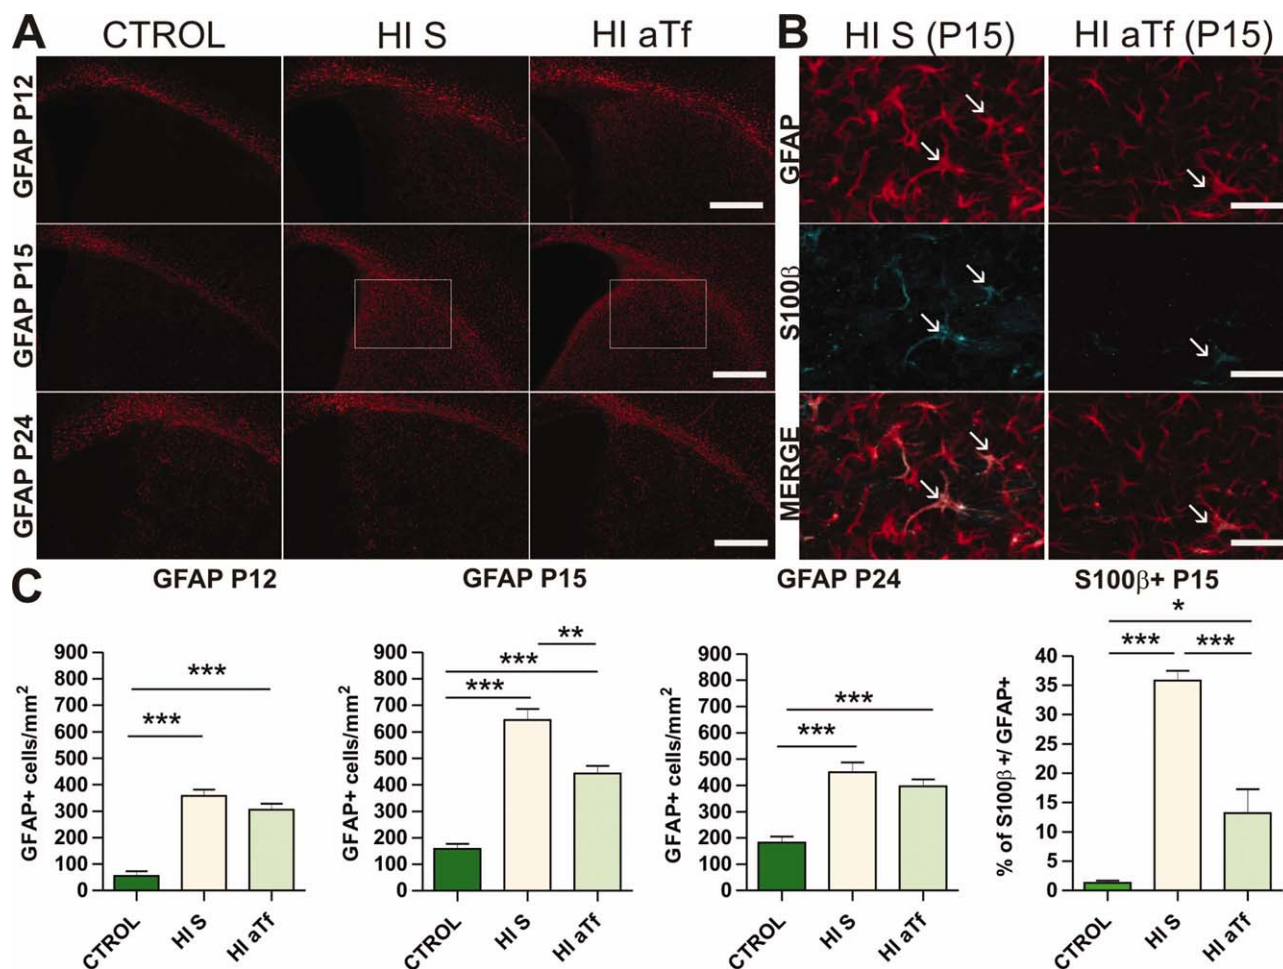 A
CTROL
HI S
HI aTf
GFAP P12
GFAP P15
GFAP P24
B
HI S (P15)
HI aTf (P15)
GFAP
S100β
MERGE
C
GFAP P12
GFAP+ cells/mm²
900
800
700
600
500
400
300
200
100
0
***
***
CTROL
HI S
HI aTf
GFAP P15
GFAP+ cells/mm²
900
800
700
600
500
400
300
200
100
0
**
***
***
CTROL
HI S
HI aTf
GFAP P24
GFAP+ cells/mm²
900
800
700
600
500
400
300
200
100
0
***
***
CTROL
HI S
HI aTf
S100β+ P15
% of S100β +/ GFAP+
40
35
30
25
20
15
10
5
0
*
***
***
CTROL
HI S
HI aTf